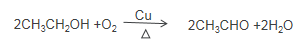 2CH₃CH₂OH +O₂ —Cu/△→ 2CH₃CHO +2H₂O